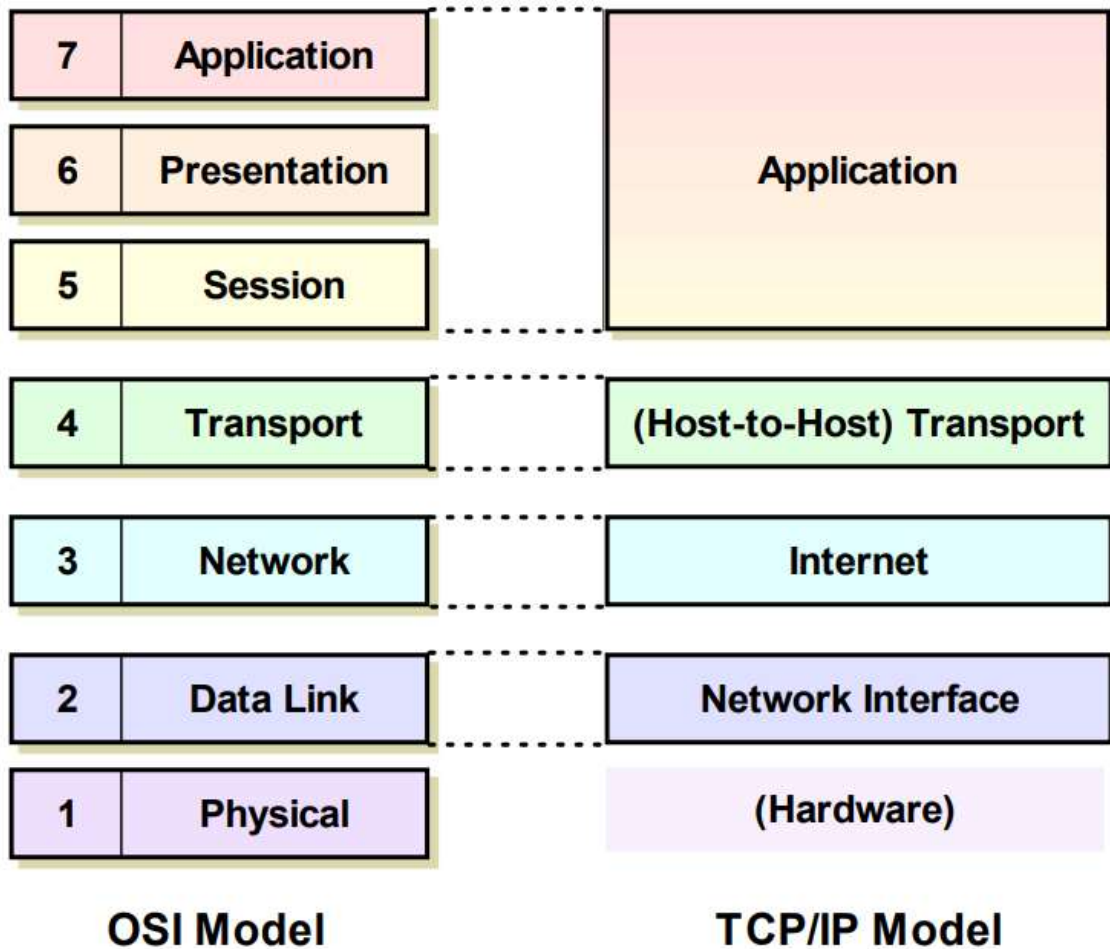 7 Application
6 Presentation
5 Session
Application
4 Transport
(Host-to-Host) Transport
3 Network
Internet
2 Data Link
Network Interface
1 Physical
(Hardware)
OSI Model
TCP/IP Model